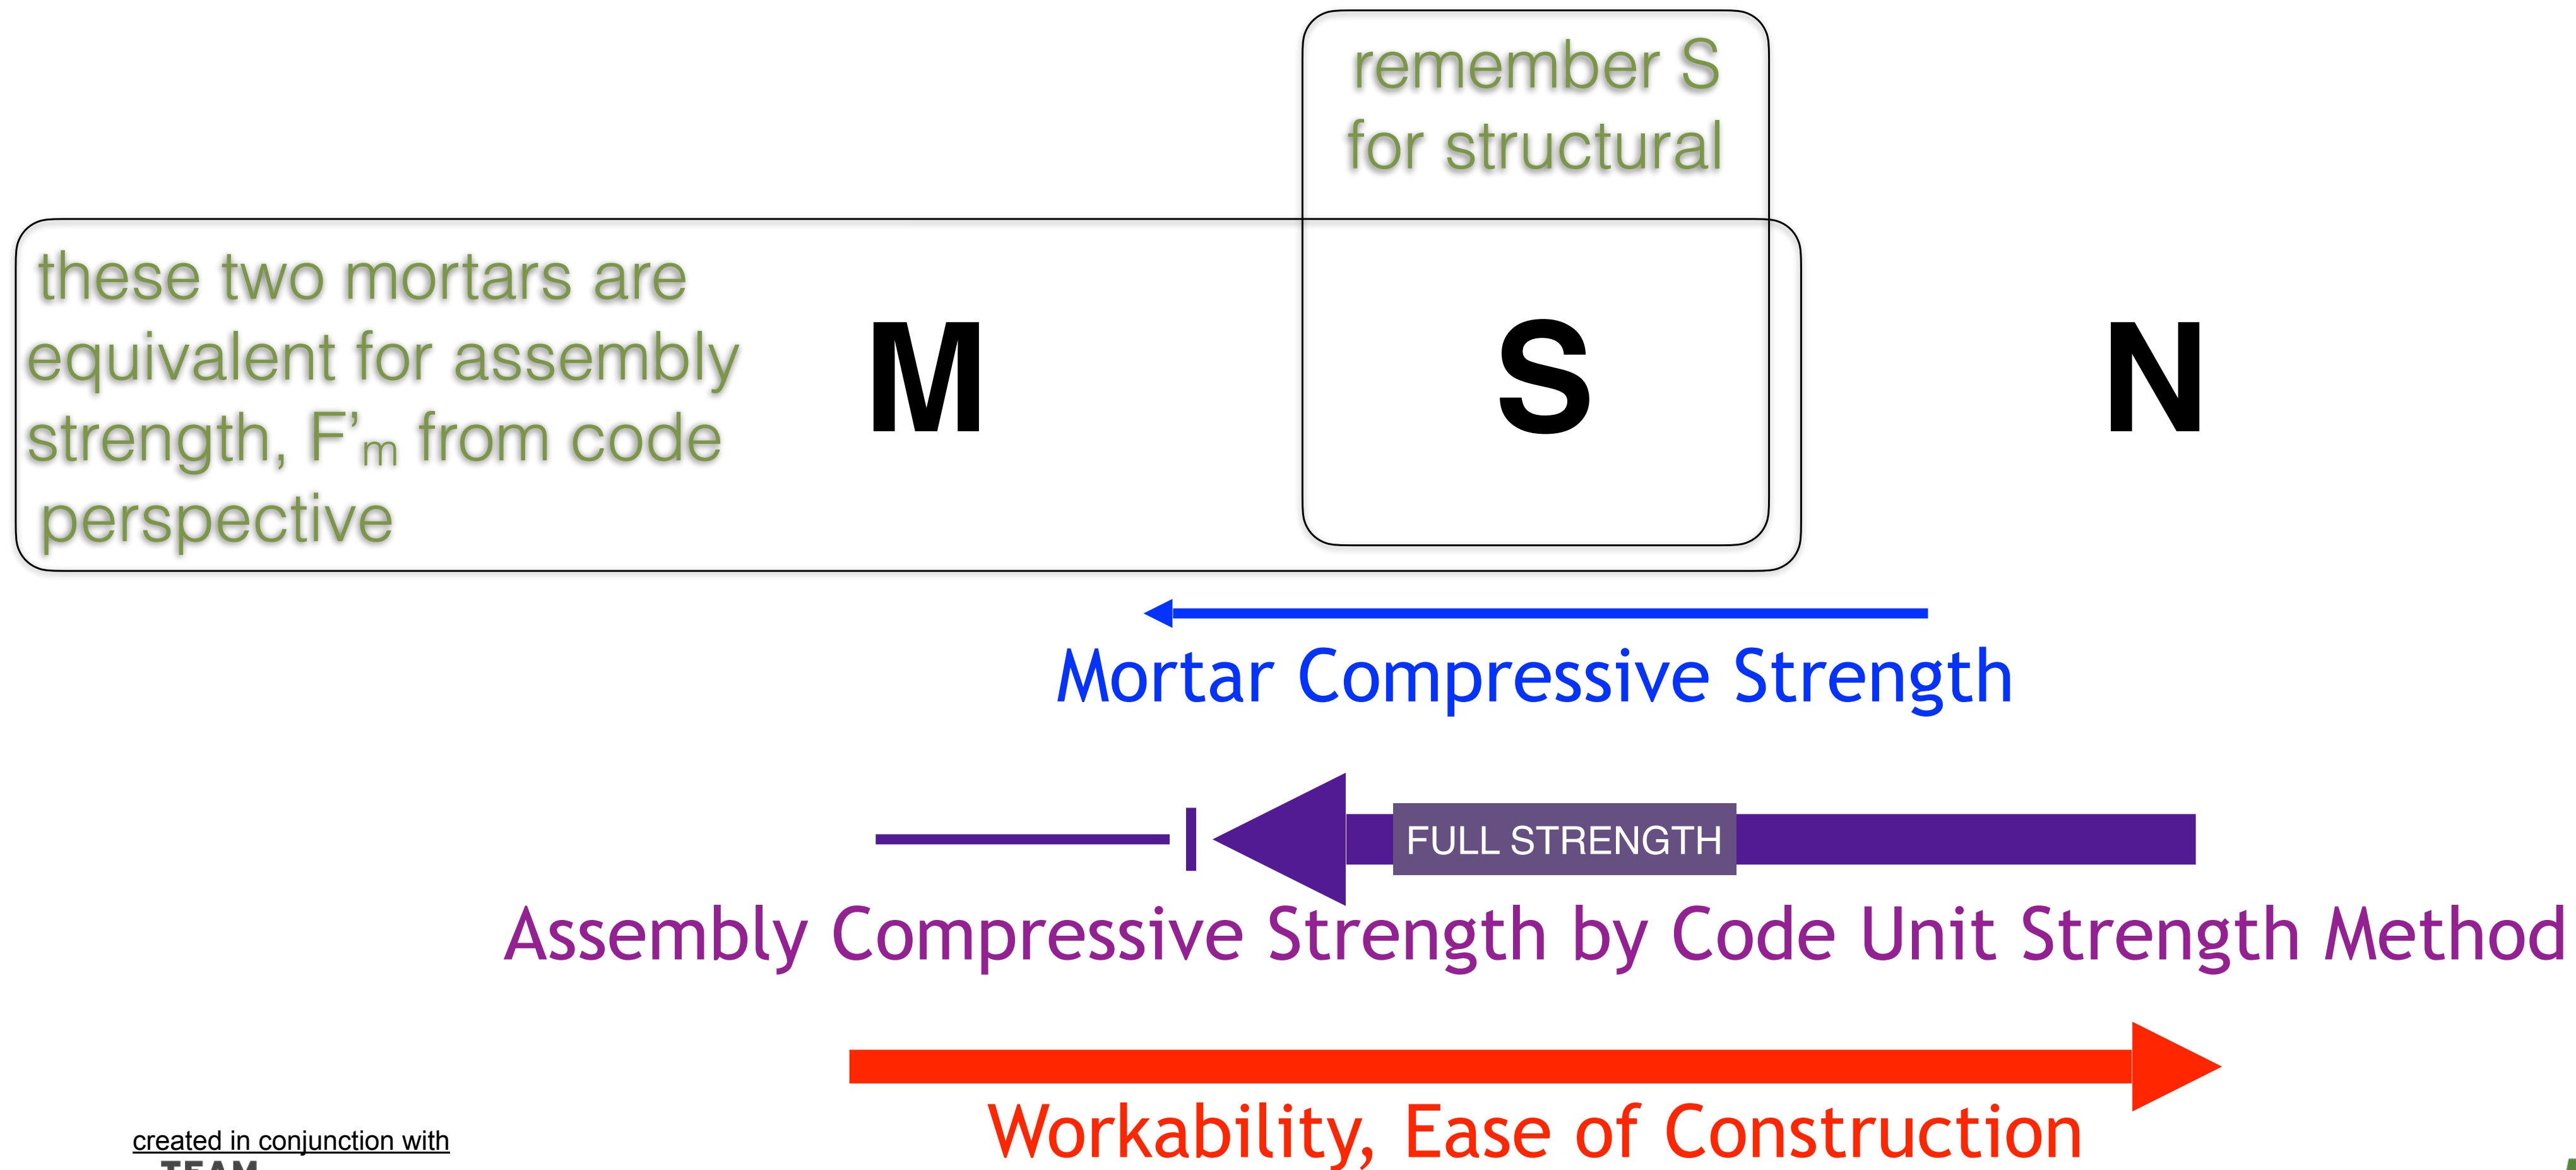 remember S
for structural
these two mortars are
equivalent for assembly
strength, F’m from code
perspective
M
S
N
Mortar Compressive Strength
FULL STRENGTH
Assembly Compressive Strength by Code Unit Strength Method
Workability, Ease of Construction
created in conjunction with
TEAM